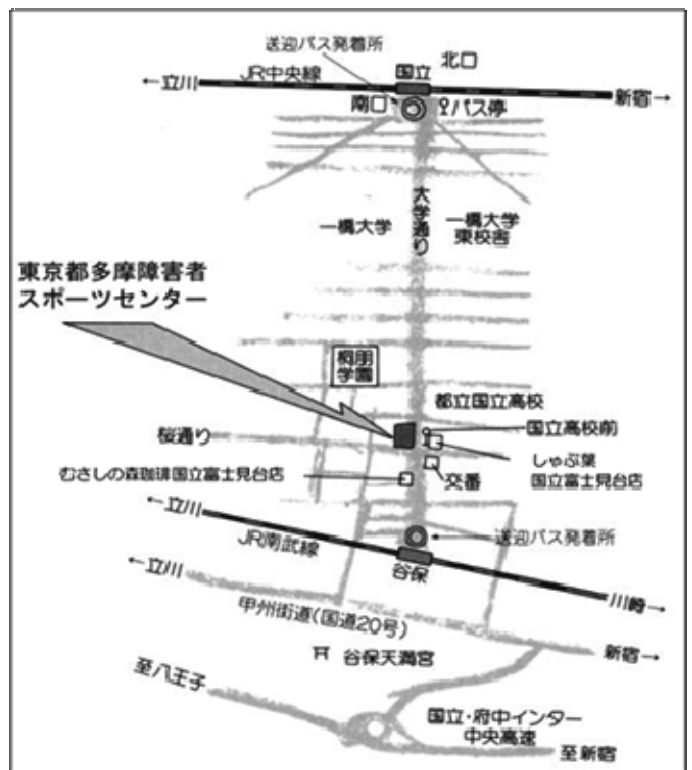 送迎バス発着所
北口
国立
JR中央線
←立川
新宿→
南口
バス停
一橋大学
大学通り
一橋大学
東校舎
東京都多摩障害者
スポーツセンター
桐朋
学園
都立国立高校
国立高校前
桜通り
しゃぶ葉
国立富士見台店
むさしの森珈琲国立富士見台店
交番
←立川
JR南武線
送迎バス発着所
谷保
川崎→
←立川
甲州街道(国道20号)
谷保天満宮
新宿→
至八王子
国立・府中インター
中央高速
至新宿